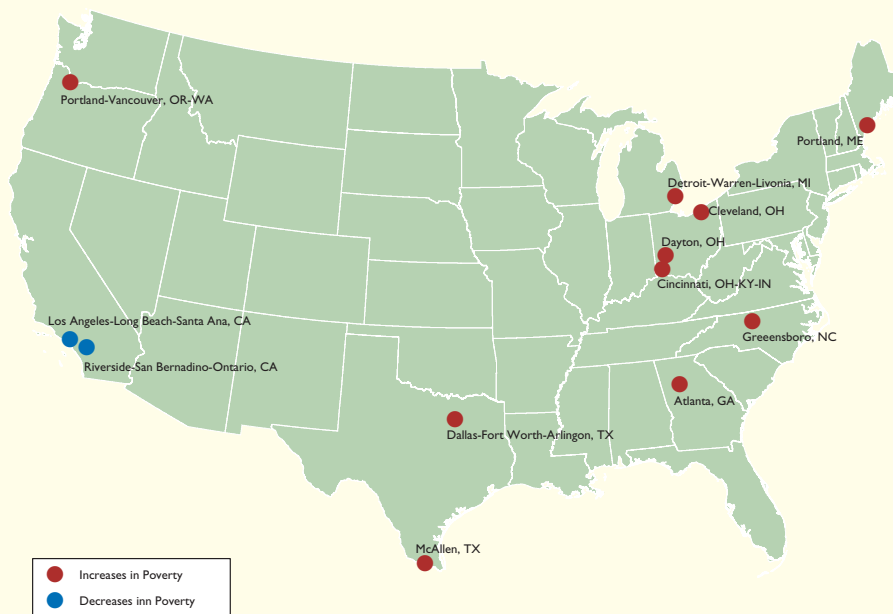 Portland-Vancouver, OR-WA
Portland, ME
Detroit-Warren-Livonia, MI
Cleveland, OH
Dayton, OH
Cincinnati, OH-KY-IN
Los Angeles-Long Beach-Santa Ana, CA
Greeensboro, NC
Riverside-San Bernadino-Ontario, CA
Atlanta, GA
Dallas-Fort Worth-Arlingon, TX
McAllen, TX
Increases in Poverty
Decreases inn Poverty